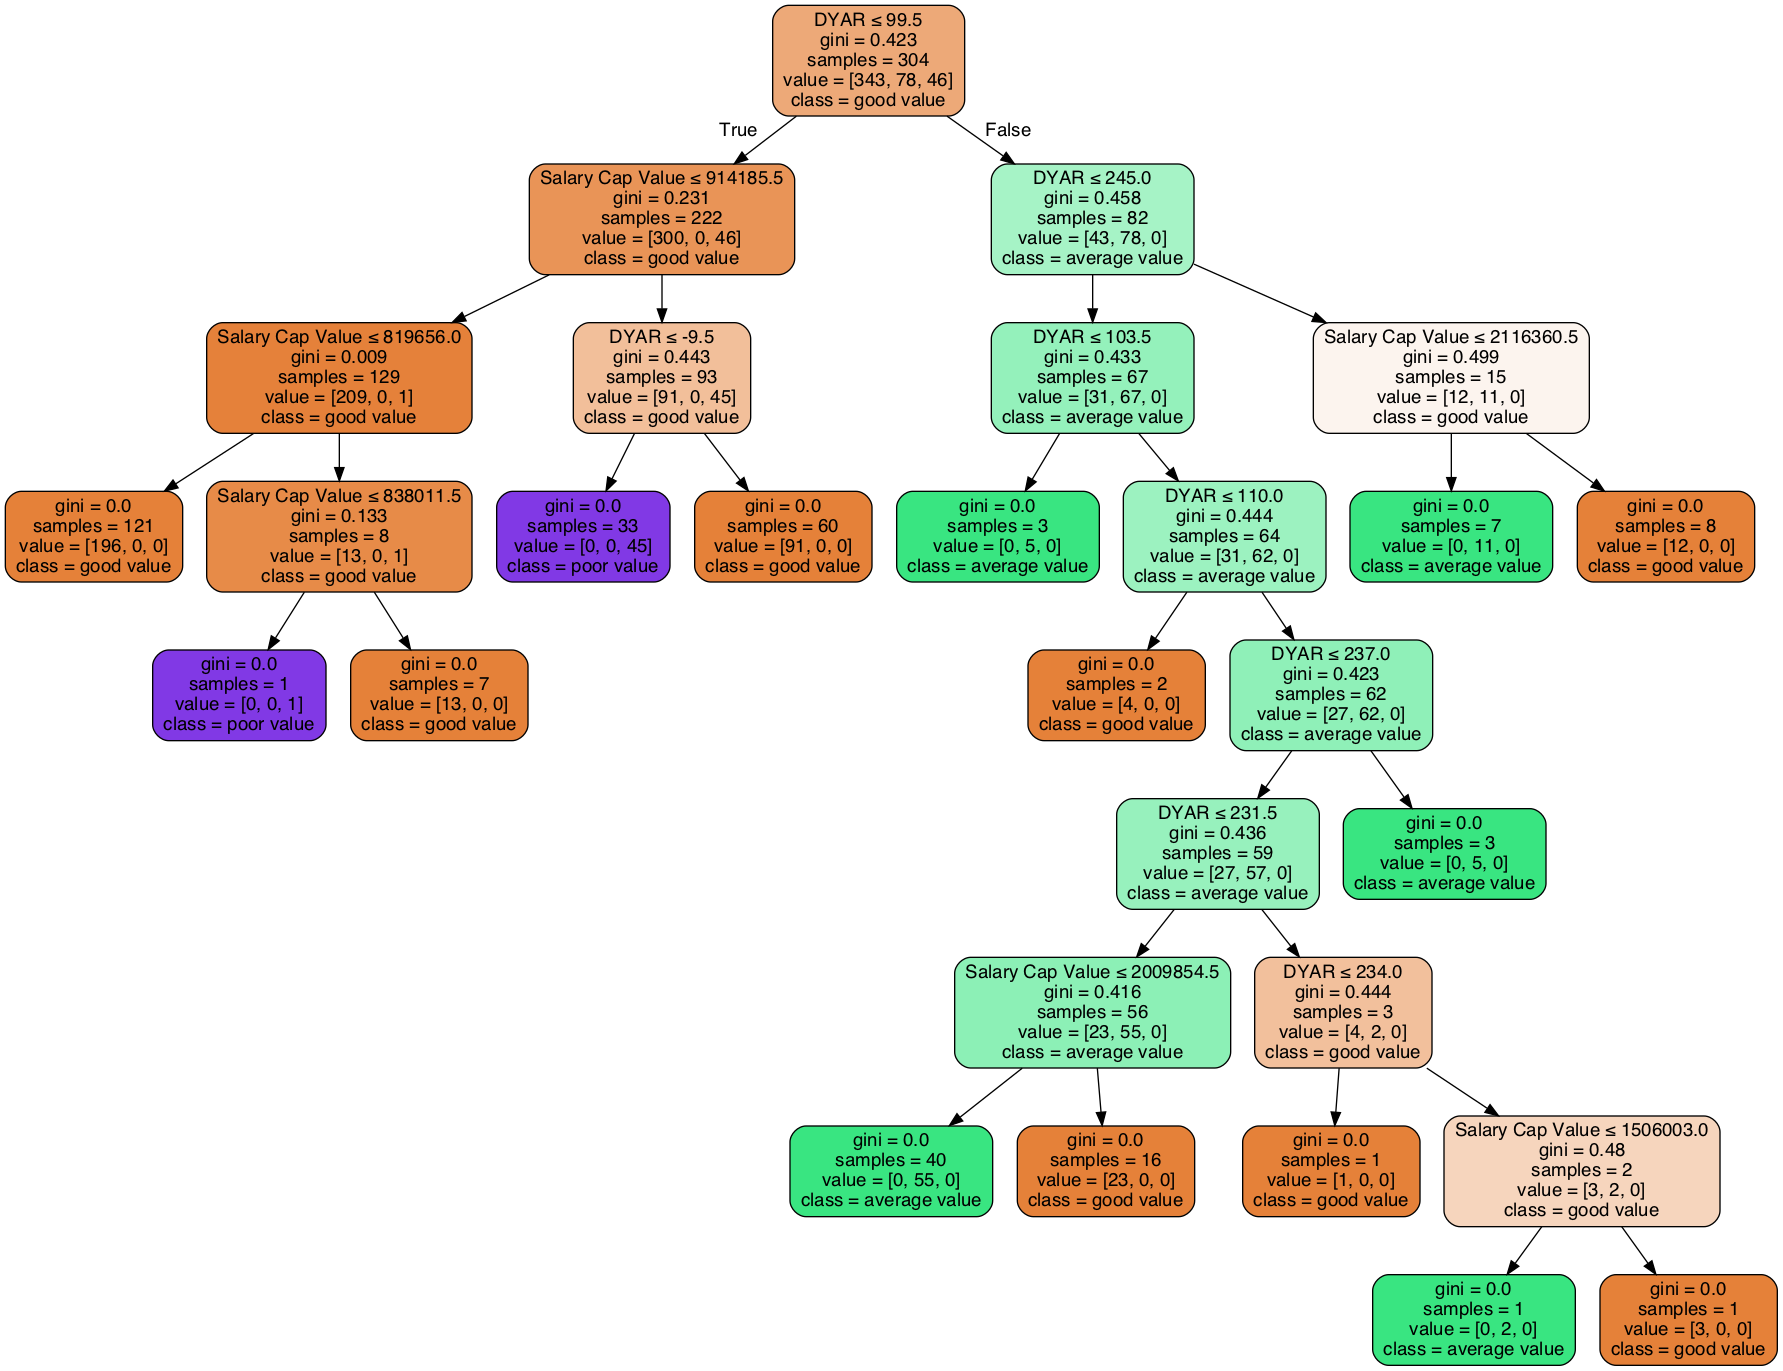 DYAR ≤ 99.5
gini = 0.423
samples = 304
value = [343, 78, 46]
class = good value
True
False
Salary Cap Value ≤ 914185.5
gini = 0.231
samples = 222
value = [300, 0, 46]
class = good value
DYAR ≤ 245.0
gini = 0.458
samples = 82
value = [43, 78, 0]
class = average value
Salary Cap Value ≤ 819656.0
gini = 0.009
samples = 129
value = [209, 0, 1]
class = good value
DYAR ≤ -9.5
gini = 0.443
samples = 93
value = [91, 0, 45]
class = good value
DYAR ≤ 103.5
gini = 0.433
samples = 67
value = [31, 67, 0]
class = average value
Salary Cap Value ≤ 2116360.5
gini = 0.499
samples = 15
value = [12, 11, 0]
class = good value
gini = 0.0
samples = 121
value = [196, 0, 0]
class = good value
Salary Cap Value ≤ 838011.5
gini = 0.133
samples = 8
value = [13, 0, 1]
class = good value
gini = 0.0
samples = 33
value = [0, 0, 45]
class = poor value
gini = 0.0
samples = 60
value = [91, 0, 0]
class = good value
gini = 0.0
samples = 3
value = [0, 5, 0]
class = average value
DYAR ≤ 110.0
gini = 0.444
samples = 64
value = [31, 62, 0]
class = average value
gini = 0.0
samples = 7
value = [0, 11, 0]
class = average value
gini = 0.0
samples = 8
value = [12, 0, 0]
class = good value
gini = 0.0
samples = 1
value = [0, 0, 1]
class = poor value
gini = 0.0
samples = 7
value = [13, 0, 0]
class = good value
gini = 0.0
samples = 2
value = [4, 0, 0]
class = good value
DYAR ≤ 237.0
gini = 0.423
samples = 62
value = [27, 62, 0]
class = average value
DYAR ≤ 231.5
gini = 0.436
samples = 59
value = [27, 57, 0]
class = average value
gini = 0.0
samples = 3
value = [0, 5, 0]
class = average value
Salary Cap Value ≤ 2009854.5
gini = 0.416
samples = 56
value = [23, 55, 0]
class = average value
DYAR ≤ 234.0
gini = 0.444
samples = 3
value = [4, 2, 0]
class = good value
gini = 0.0
samples = 40
value = [0, 55, 0]
class = average value
gini = 0.0
samples = 16
value = [23, 0, 0]
class = good value
gini = 0.0
samples = 1
value = [1, 0, 0]
class = good value
Salary Cap Value ≤ 1506003.0
gini = 0.48
samples = 2
value = [3, 2, 0]
class = good value
gini = 0.0
samples = 1
value = [0, 2, 0]
class = average value
gini = 0.0
samples = 1
value = [3, 0, 0]
class = good value